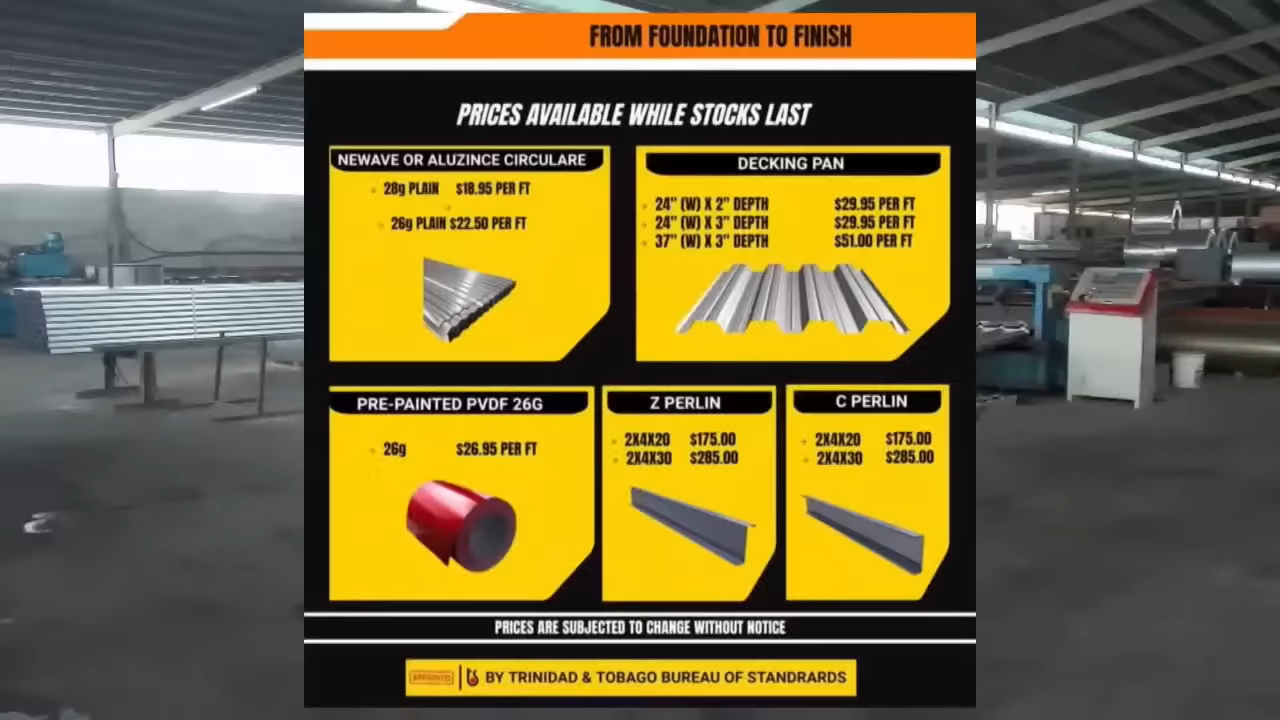 FROM FOUNDATION TO FINISH
PRICES AVAILABLE WHILE STOCKS LAST
NEWAVE OR ALUZINCE CIRCULARE
28g PLAIN $18.95 PER FT
26g PLAIN $22.50 PER FT
DECKING PAN
24" (W) X 2" DEPTH $29.95 PER FT
24" (W) X 3" DEPTH $29.95 PER FT
37" (W) X 3" DEPTH $51.00 PER FT
PRE-PAINTED PVDF 26G
26g $26.95 PER FT
Z PERLIN
2X4X20 $175.00
2X4X30 $285.00
C PERLIN
2X4X20 $175.00
2X4X30 $285.00
PRICES ARE SUBJECTED TO CHANGE WITHOUT NOTICE
APPROVED BY TRINIDAD & TOBAGO BUREAU OF STANDRARDS